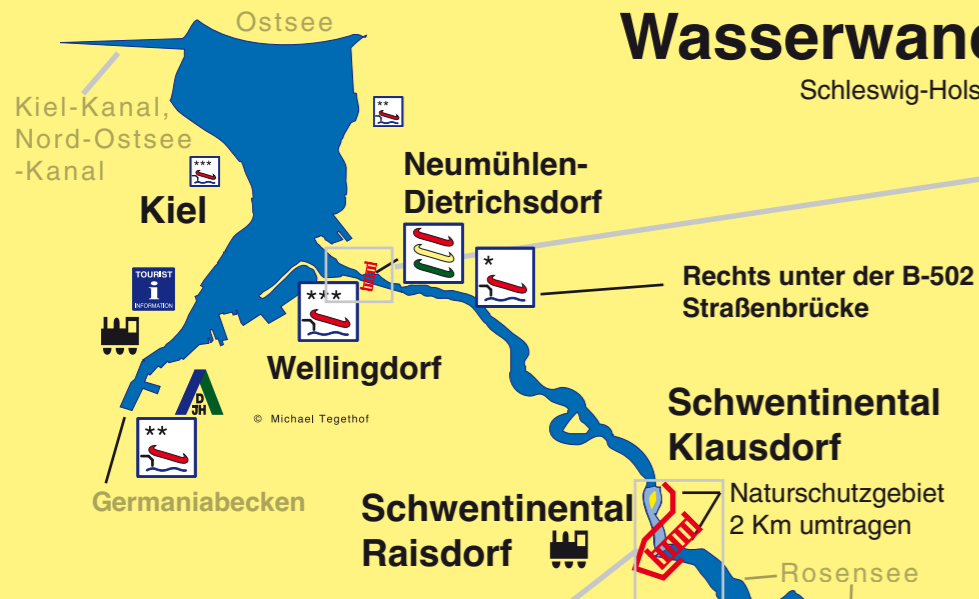 Ostsee
Wasserwand
Schleswig-Hols
Kiel-Kanal,
Nord-Ostsee
-Kanal
**
***
Kiel
Neumühlen-
Dietrichsdorf
TOURIST
i
INFORMATION
*
Rechts unter der B-502
Straßenbrücke
***
Wellingdorf
D
JH
© Michael Tegethof
**
Germaniabecken
Schwentinental
Klausdorf
Naturschutzgebiet
2 Km umtragen
Schwentinental
Raisdorf
Rosensee